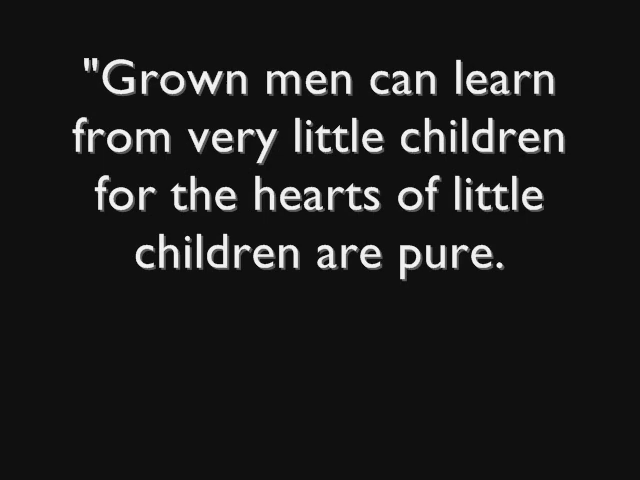 "Grown men can learn
from very little children
for the hearts of little
children are pure.